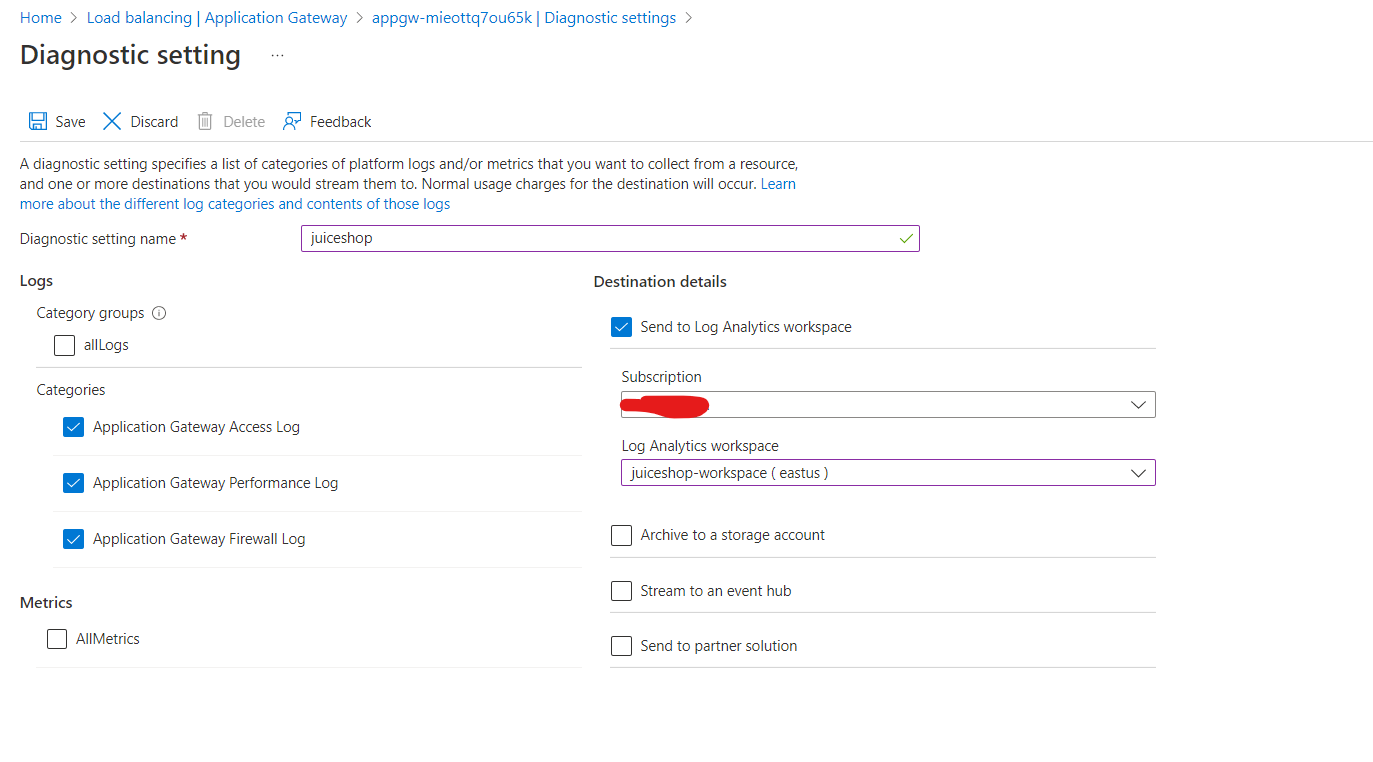 Home > Load balancing | Application Gateway > appgw-mieottq7ou65k | Diagnostic settings >
Diagnostic setting ...
Save Discard Delete Feedback
A diagnostic setting specifies a list of categories of platform logs and/or metrics that you want to collect from a resource,
and one or more destinations that you would stream them to. Normal usage charges for the destination will occur. Learn
more about the different log categories and contents of those logs
Diagnostic setting name *
juiceshop
Logs
Category groups
allLogs
Categories
Application Gateway Access Log
Application Gateway Performance Log
Application Gateway Firewall Log
Metrics
AllMetrics
Destination details
Send to Log Analytics workspace
Subscription
Log Analytics workspace
juiceshop-workspace ( eastus )
Archive to a storage account
Stream to an event hub
Send to partner solution